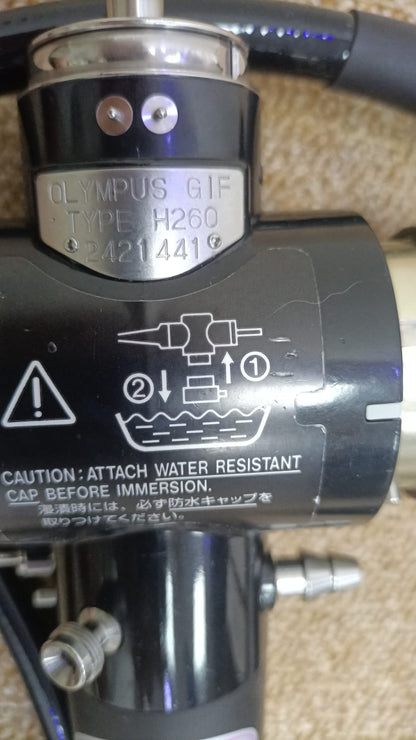 OLYMPUS GIF
TYPE H260
2421441
①
②
CAUTION: ATTACH WATER RESISTANT
CAP BEFORE IMMERSION.
浸漬時には、必ず防水キャップを
取りつけてください。